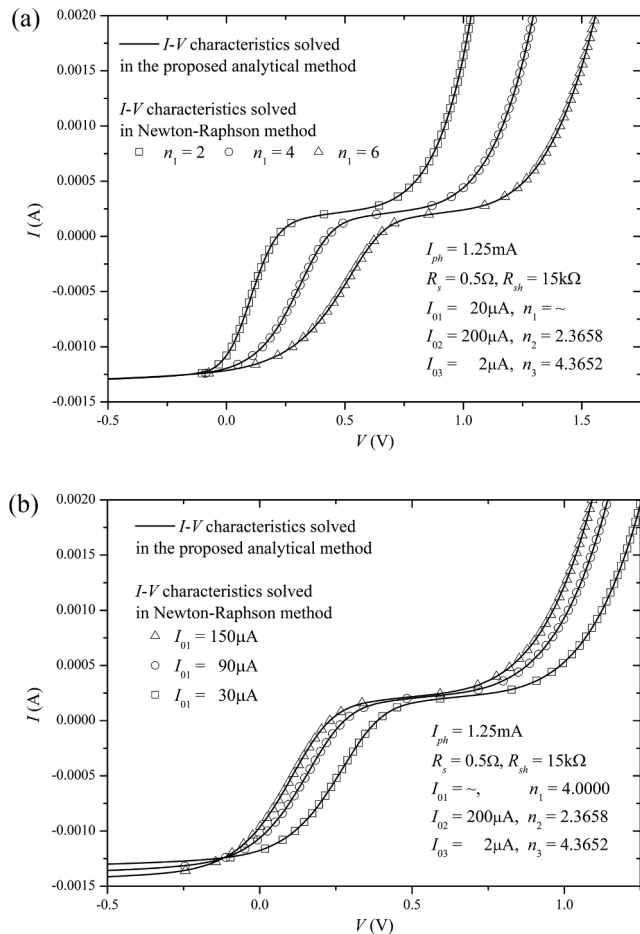 (a)
0.0020
0.0015
0.0010
0.0005
0.0000
-0.0005
-0.0010
-0.0015
I (A)
I-V characteristics solved
in the proposed analytical method
I-V characteristics solved
in Newton-Raphson method
□ n₁ = 2 ○ n₁ = 4 △ n₁ = 6
I_ph = 1.25mA
R_s = 0.5Ω, R_sh = 15kΩ
I₀₁ = 20μA, n₁ = ~
I₀₂ = 200μA, n₂ = 2.3658
I₀₃ = 2μA, n₃ = 4.3652
-0.5 0.0 0.5 1.0 1.5
V (V)
(b)
0.0020
0.0015
0.0010
0.0005
0.0000
-0.0005
-0.0010
-0.0015
I (A)
I-V characteristics solved
in the proposed analytical method
I-V characteristics solved
in Newton-Raphson method
△ I₀₁ = 150μA
○ I₀₁ = 90μA
□ I₀₁ = 30μA
I_ph = 1.25mA
R_s = 0.5Ω, R_sh = 15kΩ
I₀₁ = ~, n₁ = 4.0000
I₀₂ = 200μA, n₂ = 2.3658
I₀₃ = 2μA, n₃ = 4.3652
-0.5 0.0 0.5 1.0
V (V)